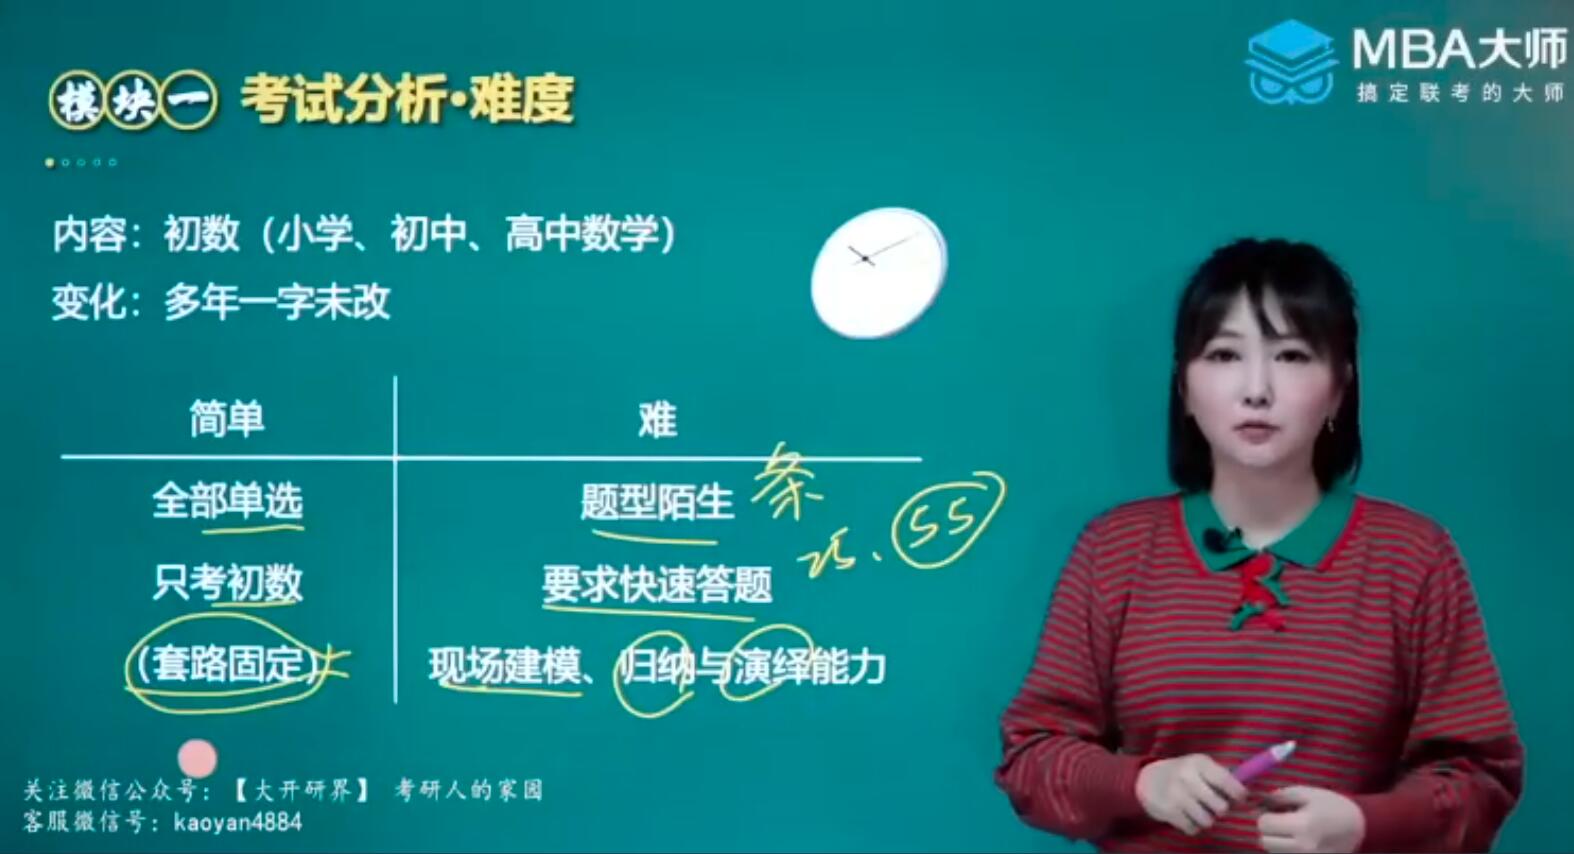 模块一 考试分析·难度
MBA大师
搞定联考的大师
内容：初数（小学、初中、高中数学）
变化：多年一字未改
简单 难
全部单选 题型陌生 条
55
只考初数 要求快速答题
（套路固定） 现场建模、归纳与演绎能力
关注微信公众号：【大开研界】 考研人的家园
客服微信号：kaoyan4884